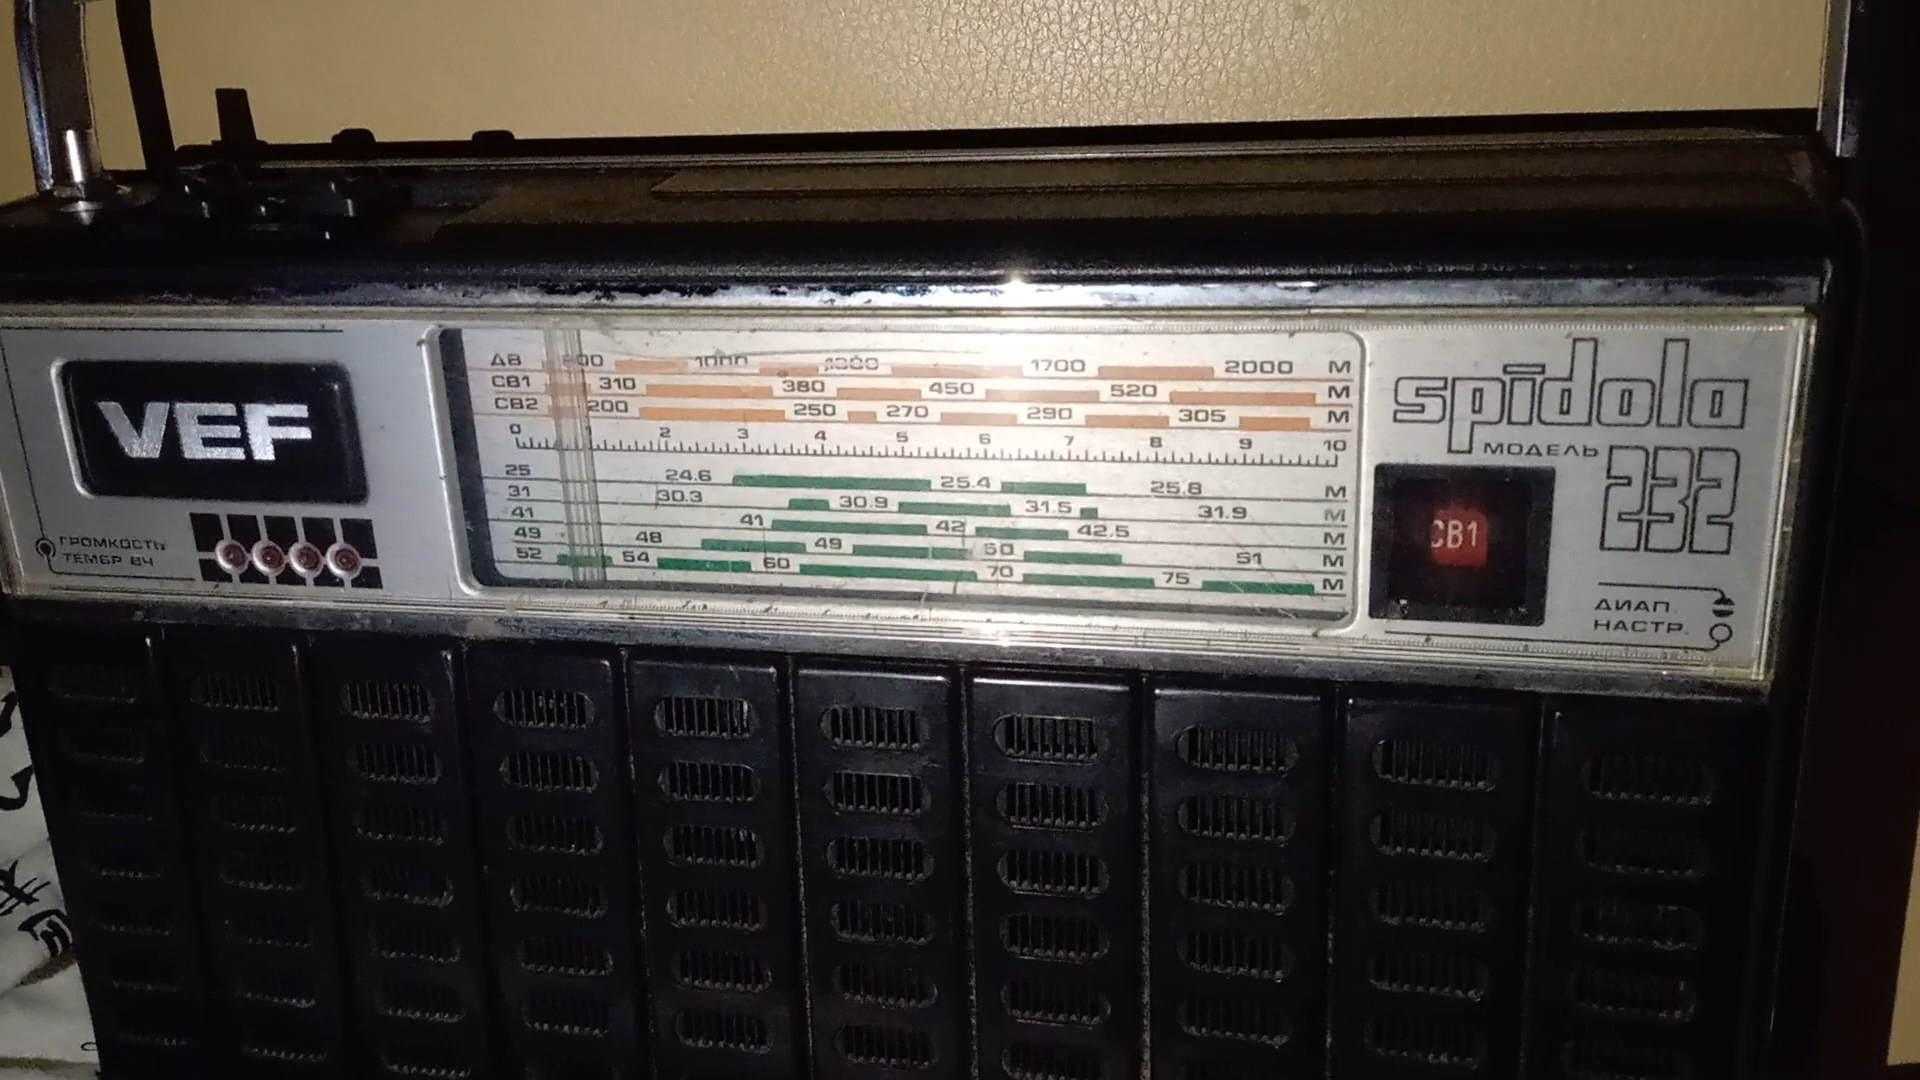 VEF
ГРОМКОСТЬ
ТЕМБР ВЧ
ДВ 1000 1700 2000 М
СВ1 310 380 450 520 М
СВ2 200 250 270 290 305 М
0 2 3 4 5 6 7 8 9 10
25 24.6 25.4 25.8 М
31 30.3 30.9 31.5 31.9 М
41 41 42 42.5 М
49 48 49 50 51 М
52 54 60 70 75 М
spīdola
МОДЕЛЬ
232
СВ1
ДИАП.
НАСТР.